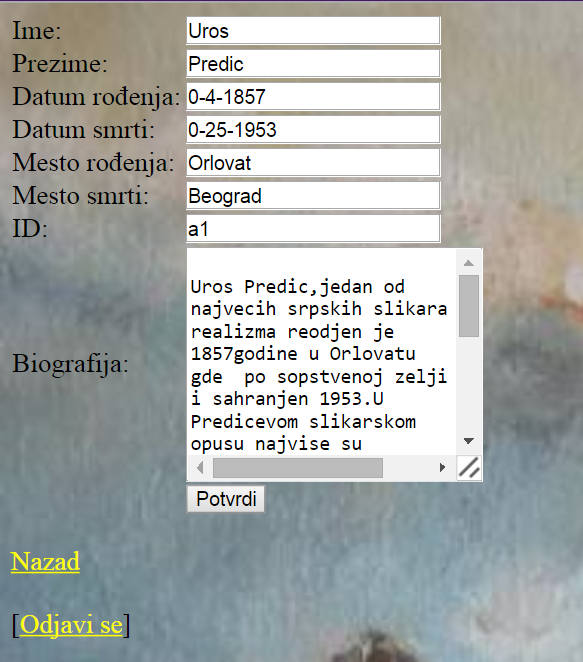 Ime: Uros
Prezime: Predic
Datum rođenja: 0-4-1857
Datum smrti: 0-25-1953
Mesto rođenja: Orlovat
Mesto smrti: Beograd
ID: a1
Biografija:
Uros Predic,jedan od
najvecih srpskih slikara
realizma reodjen je
1857godine u Orlovatu
gde  po sopstvenoj zelji
i sahranjen 1953.U
Predicevom slikarskom
opusu najvise su
Potvrdi
Nazad
[Odjavi se]